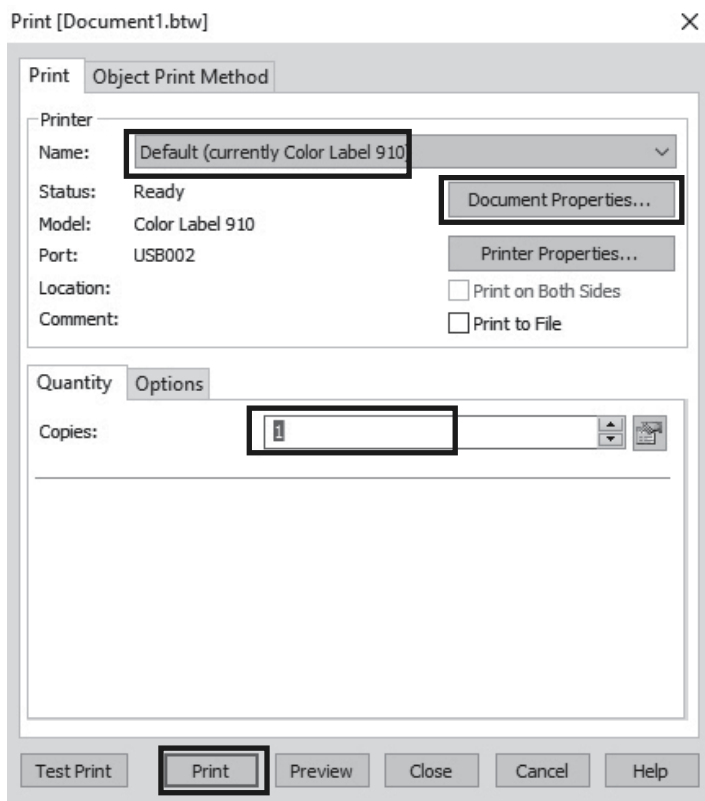 Print [Document1.btw]
Print Object Print Method
Printer
Name: Default (currently Color Label 910)
Status: Ready
Document Properties...
Model: Color Label 910
Port: USB002
Printer Properties...
Location:
Print on Both Sides
Comment:
Print to File
Quantity Options
Copies: 1
Test Print Print Preview Close Cancel Help